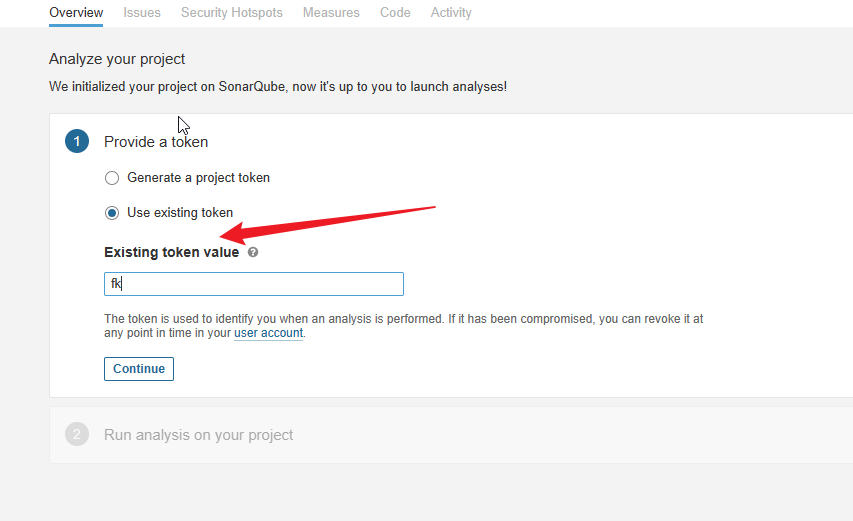 Overview Issues Security Hotspots Measures Code Activity
Analyze your project
We initialized your project on SonarQube, now it's up to you to launch analyses!
1 Provide a token
Generate a project token
Use existing token
Existing token value ?
fk
The token is used to identify you when an analysis is performed. If it has been compromised, you can revoke it at
any point in time in your user account.
Continue
2 Run analysis on your project